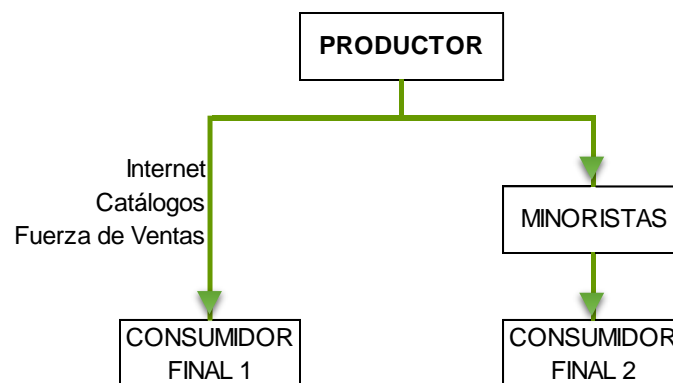 PRODUCTOR
Internet
Catálogos
Fuerza de Ventas
MINORISTAS
CONSUMIDOR
FINAL 1
CONSUMIDOR
FINAL 2